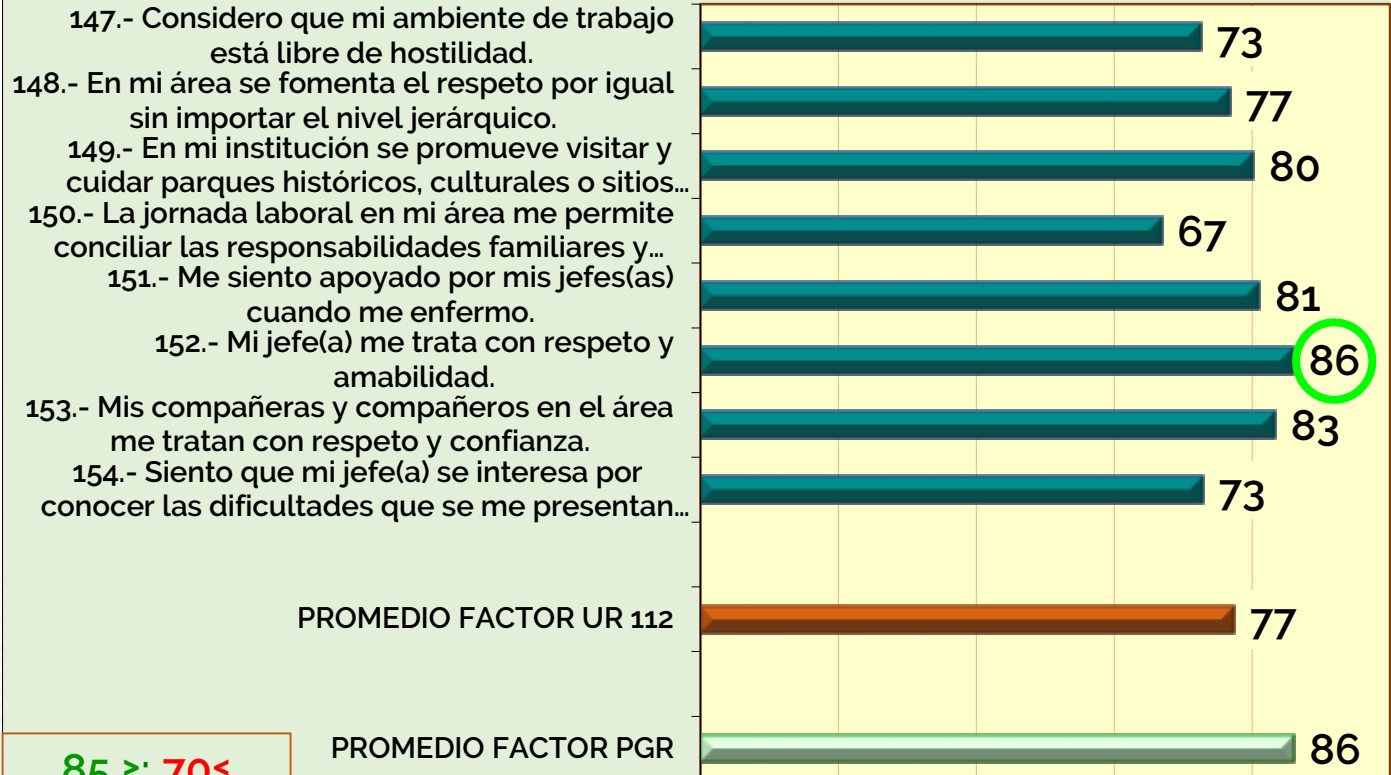 147.- Considero que mi ambiente de trabajo
está libre de hostilidad.
73
148.- En mi área se fomenta el respeto por igual
sin importar el nivel jerárquico.
77
149.- En mi institución se promueve visitar y
cuidar parques históricos, culturales o sitios...
80
150.- La jornada laboral en mi área me permite
conciliar las responsabilidades familiares y...
67
151.- Me siento apoyado por mis jefes(as)
cuando me enfermo.
81
152.- Mi jefe(a) me trata con respeto y
amabilidad.
86
153.- Mis compañeras y compañeros en el área
me tratan con respeto y confianza.
83
154.- Siento que mi jefe(a) se interesa por
conocer las dificultades que se me presentan...
73
PROMEDIO FACTOR UR 112
77
PROMEDIO FACTOR PGR
86
85 ≥; 70≤